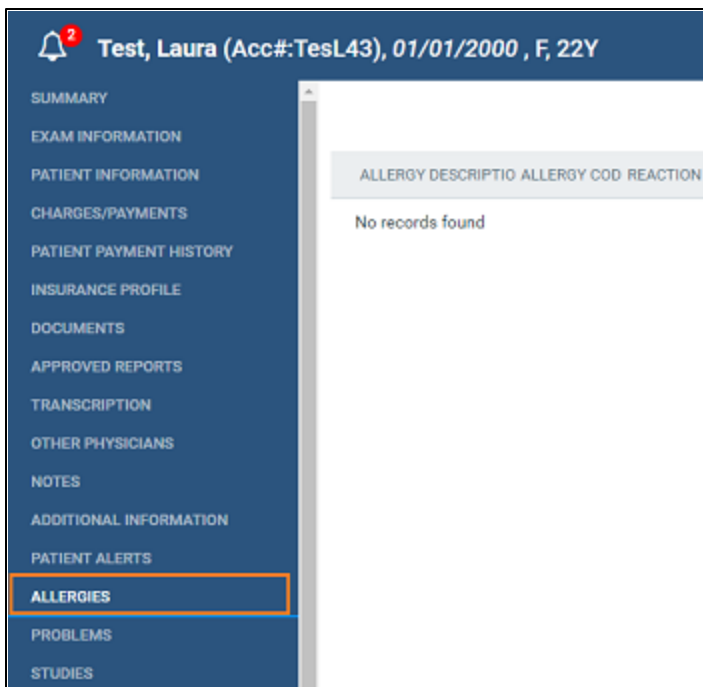 2
Test, Laura (Acc#:TesL43), 01/01/2000 , F, 22Y
SUMMARY
EXAM INFORMATION
PATIENT INFORMATION
CHARGES/PAYMENTS
PATIENT PAYMENT HISTORY
INSURANCE PROFILE
DOCUMENTS
APPROVED REPORTS
TRANSCRIPTION
OTHER PHYSICIANS
NOTES
ADDITIONAL INFORMATION
PATIENT ALERTS
ALLERGIES
PROBLEMS
STUDIES
ALLERGY DESCRIPTIO ALLERGY COD REACTION
No records found